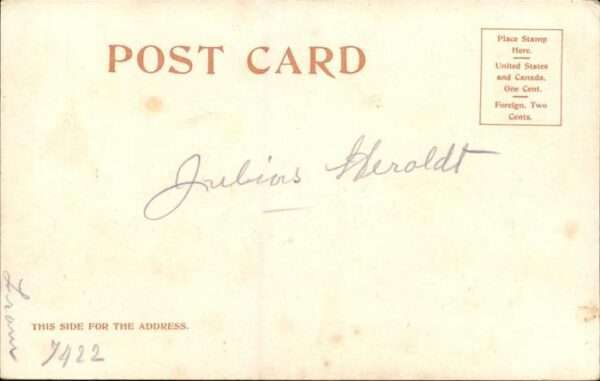 POST CARD
Place Stamp
Here.
United States
and Canada,
One Cent.
Foreign, Two
Cents.
Julius Heroldt
From
THIS SIDE FOR THE ADDRESS.
7422